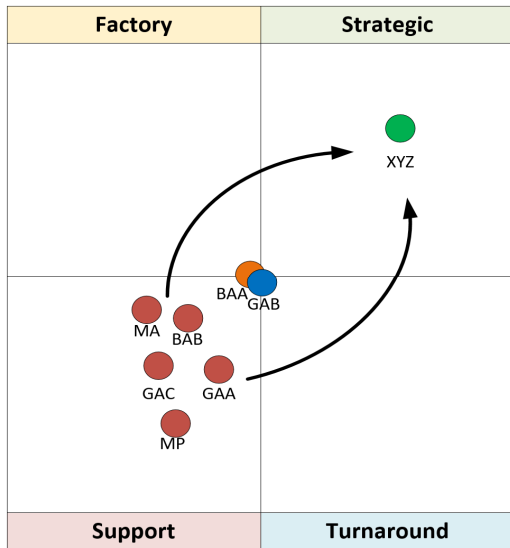 Factory
Strategic
XYZ
BAA
GAB
MA
BAB
GAC
GAA
MP
Support
Turnaround